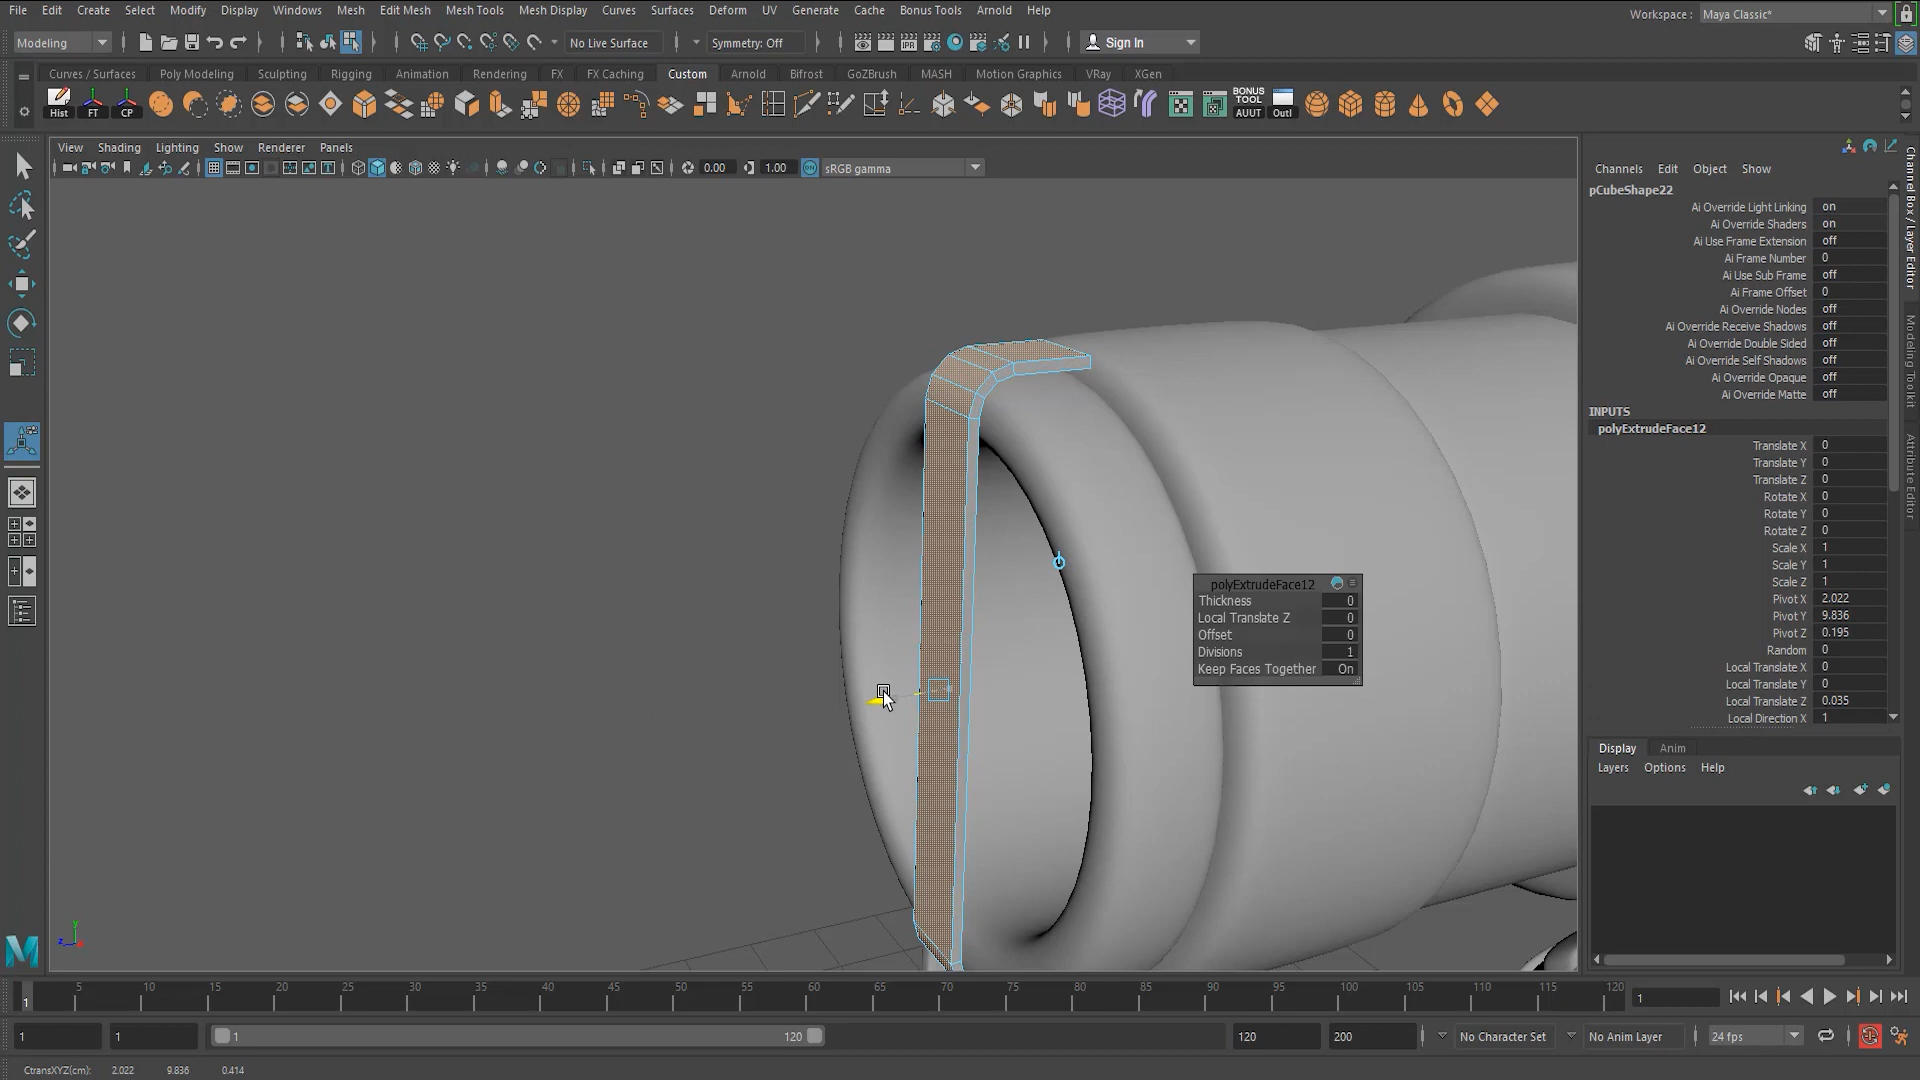 File Edit Create Select Modify Display Windows Mesh Edit Mesh Mesh Tools Mesh Display Curves Surfaces Deform UV Generate Cache Bonus Tools Arnold Help
Workspace : Maya Classic*
Modeling No Live Surface Symmetry: Off IPR Sign In
Curves / Surfaces Poly Modeling Sculpting Rigging Animation Rendering FX FX Caching Custom Arnold Bifrost GoZBrush MASH Motion Graphics VRay XGen
Hist FT CP BONUS TOOL AUUT Outl
View Shading Lighting Show Renderer Panels
0.00 1.00 sRGB gamma
Channels Edit Object Show
pCubeShape22
Ai Override Light Linking on
Ai Override Shaders on
Ai Use Frame Extension off
Ai Frame Number 0
Ai Use Sub Frame off
Ai Frame Offset 0
Ai Override Nodes off
Ai Override Receive Shadows off
Ai Override Double Sided off
Ai Override Self Shadows off
Ai Override Opaque off
Ai Override Matte off
INPUTS
polyExtrudeFace12
Translate X 0
Translate Y 0
Translate Z 0
Rotate X 0
Rotate Y 0
Rotate Z 0
Scale X 1
Scale Y 1
Scale Z 1
Pivot X 2.022
Pivot Y 9.836
Pivot Z 0.195
Random 0
Local Translate X 0
Local Translate Y 0
Local Translate Z 0.035
Local Direction X 1
Channel Box / Layer Editor
Modeling Toolkit
Attribute Editor
polyExtrudeFace12
Thickness 0
Local Translate Z 0
Offset 0
Divisions 1
Keep Faces Together On
Display Anim
Layers Options Help
y
z
5 10 15 20 25 30 35 40 45 50 55 60 65 70 75 80 85 90 95 100 105 110 115 120
1 1
1 1 1 120 120 200 No Character Set No Anim Layer 24 fps
CtransXYZ(cm): 2.022 9.836 0.414